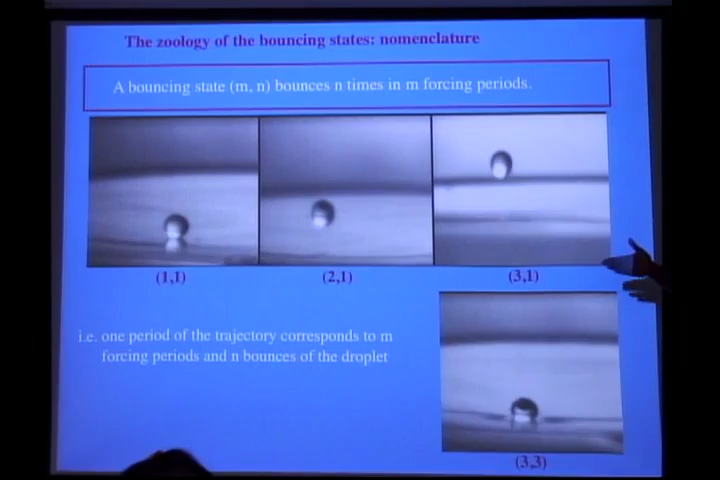 The zoology of the bouncing states: nomenclature
A bouncing state (m, n) bounces n times in m forcing periods.
(1,1)
(2,1)
(3,1)
i.e. one period of the trajectory corresponds to m
forcing periods and n bounces of the droplet
(3,3)